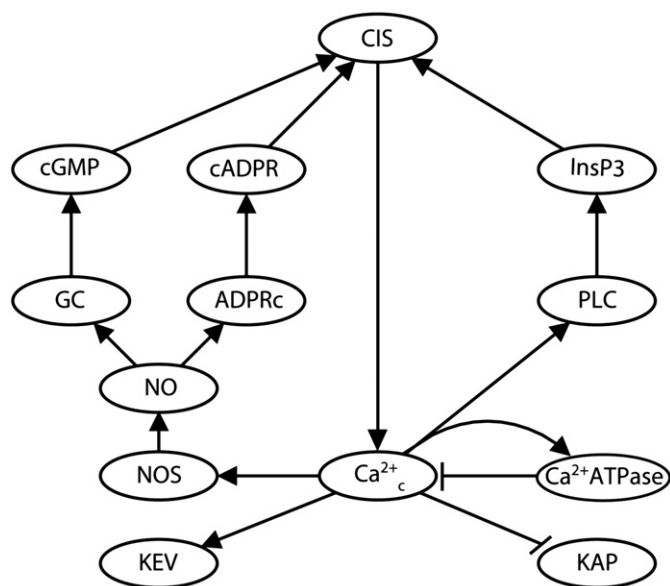 CIS
cGMP
cADPR
InsP3
GC
ADPRc
PLC
NO
NOS
Ca²⁺c
Ca²⁺ATPase
KEV
KAP